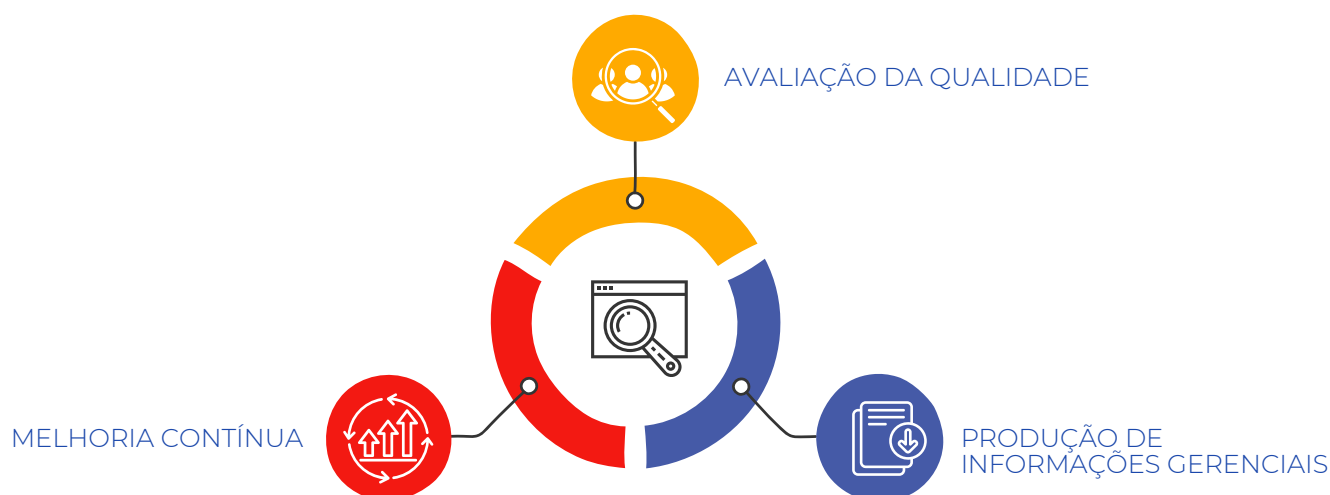 AVALIAÇÃO DA QUALIDADE
MELHORIA CONTÍNUA
PRODUÇÃO DE
INFORMAÇÕES GERENCIAIS